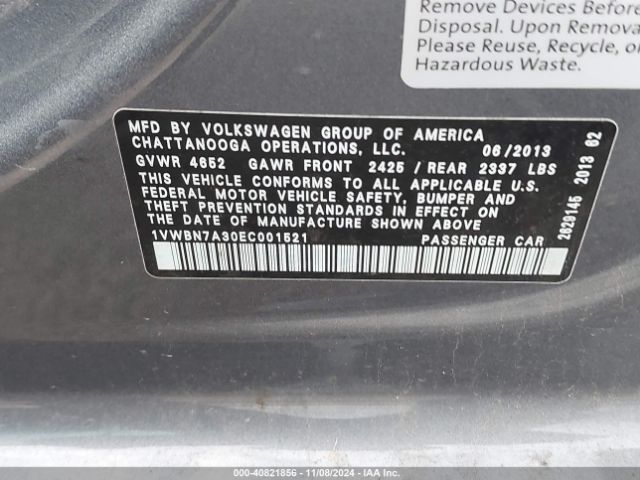 Remove Devices Before
Disposal. Upon Remova
Please Reuse, Recycle, o
Hazardous Waste.
MFD BY VOLKSWAGEN GROUP OF AMERICA
CHATTANOOGA OPERATIONS, LLC. 06/2013
GVWR 4652 GAWR FRONT 2425 / REAR 2337 LBS
THIS VEHICLE CONFORMS TO ALL APPLICABLE U.S.
FEDERAL MOTOR VEHICLE SAFETY, BUMPER AND
THEFT PREVENTION STANDARDS IN EFFECT ON
THE DATE OF MANUFACTURE SHOWN ABOVE
1VWBN7A30EC001521 PASSENGER CAR
2629145 2013 62
000-40821856 - 11/08/2024 - IAA Inc.